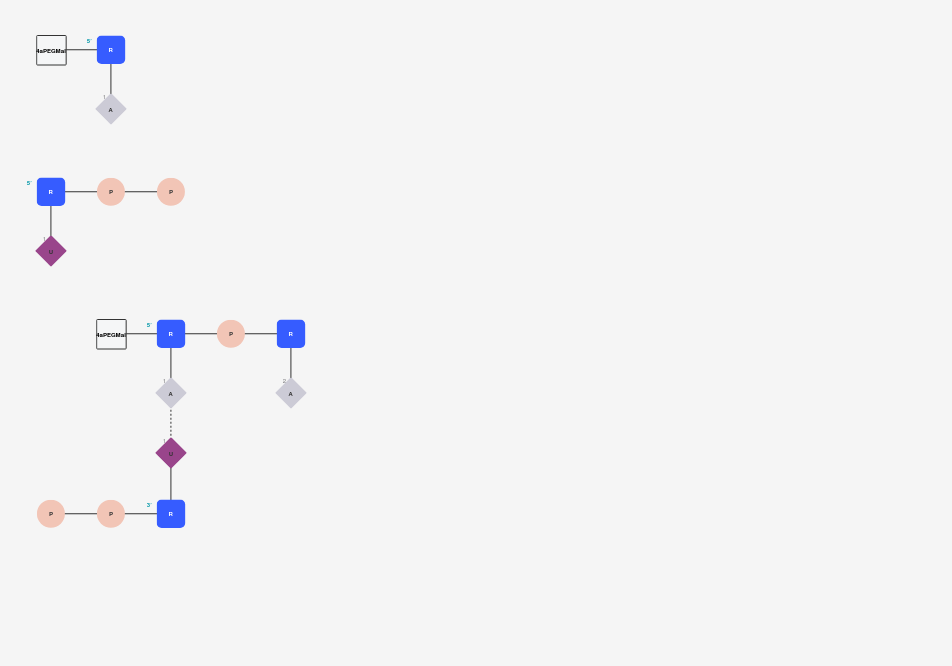 5'
4aPEGMal R
1
A
5'
R P P
1
U
5'
4aPEGMal R P R
1 2
A A
1
U
3'
P P R